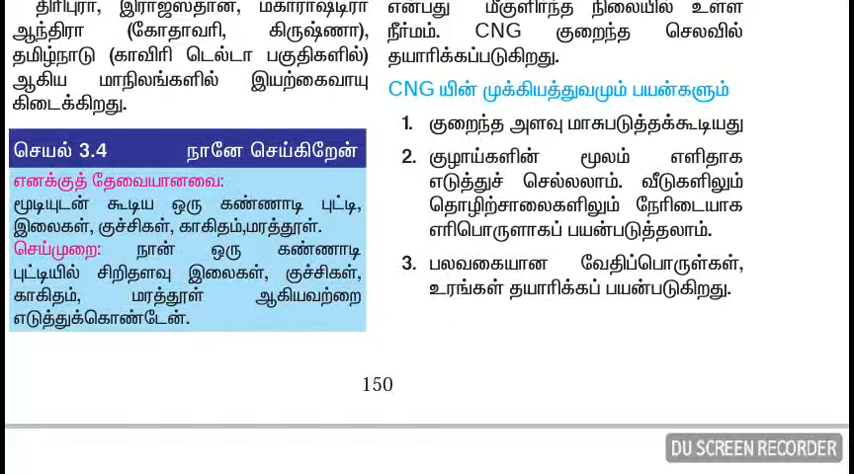 திரிபுரா, இராஜஸ்தான், மகாராஷ்டிரா
ஆந்திரா (கோதாவரி, கிருஷ்ணா),
தமிழ்நாடு (காவிரி டெல்டா பகுதிகளில்)
ஆகிய மாநிலங்களில் இயற்கைவாயு
கிடைக்கிறது.
செயல் 3.4 நானே செய்கிறேன்
எனக்குத் தேவையானவை:
மூடியுடன் கூடிய ஒரு கண்ணாடி புட்டி,
இலைகள், குச்சிகள், காகிதம்,மரத்தூள்.
செய்முறை: நான் ஒரு கண்ணாடி
புட்டியில் சிறிதளவு இலைகள், குச்சிகள்,
காகிதம், மரத்தூள் ஆகியவற்றை
எடுத்துக்கொண்டேன்.
என்பது மீகுளிர்ந்த நிலையில் உள்ள
நீர்மம். CNG குறைந்த செலவில்
தயாரிக்கப்படுகிறது.
CNG யின் முக்கியத்துவமும் பயன்களும்
1. குறைந்த அளவு மாசுபடுத்தக்கூடியது
2. குழாய்களின் மூலம் எளிதாக
எடுத்துச் செல்லலாம். வீடுகளிலும்
தொழிற்சாலைகளிலும் நேரிடையாக
எரிபொருளாகப் பயன்படுத்தலாம்.
3. பலவகையான வேதிப்பொருள்கள்,
உரங்கள் தயாரிக்கப் பயன்படுகிறது.
150
DU SCREEN RECORDER